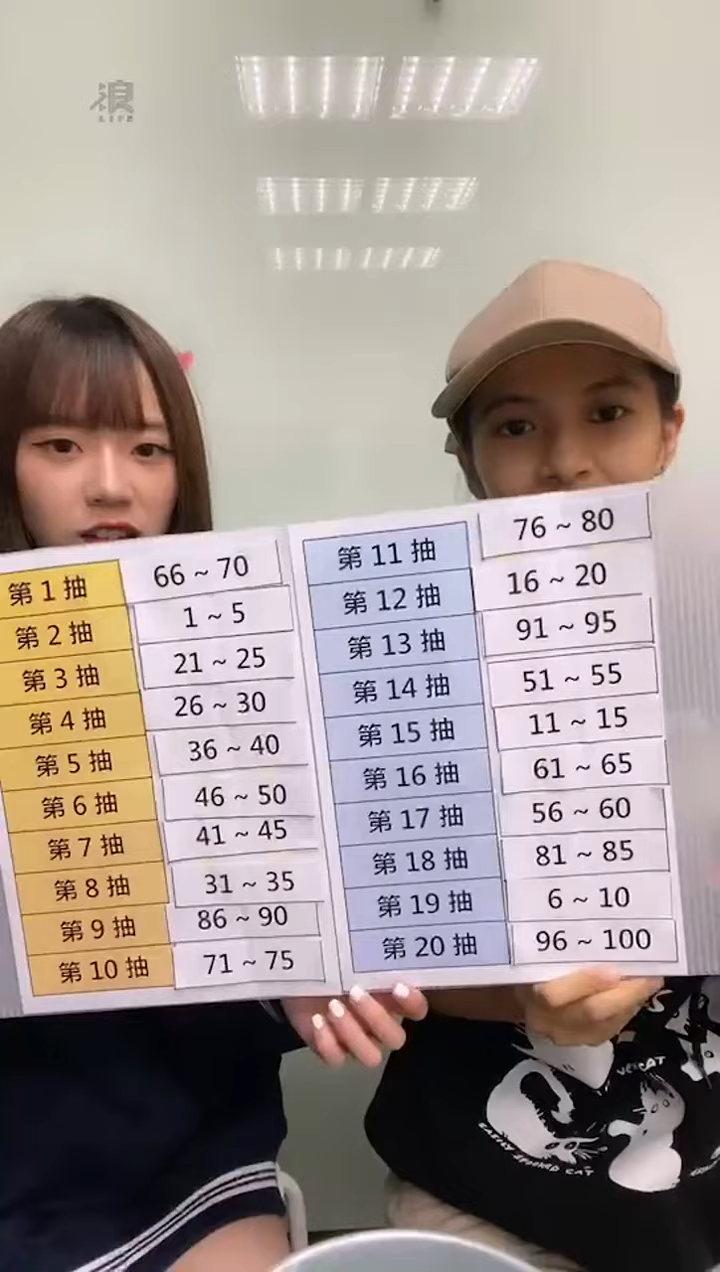 浪
LIVE
第 1 抽 66 ~ 70
第 2 抽 1 ~ 5
第 3 抽 21 ~ 25
第 4 抽 26 ~ 30
第 5 抽 36 ~ 40
第 6 抽 46 ~ 50
第 7 抽 41 ~ 45
第 8 抽 31 ~ 35
第 9 抽 86 ~ 90
第 10 抽 71 ~ 75
第 11 抽 76 ~ 80
第 12 抽 16 ~ 20
第 13 抽 91 ~ 95
第 14 抽 51 ~ 55
第 15 抽 11 ~ 15
第 16 抽 61 ~ 65
第 17 抽 56 ~ 60
第 18 抽 81 ~ 85
第 19 抽 6 ~ 10
第 20 抽 96 ~ 100
CAT
CAT